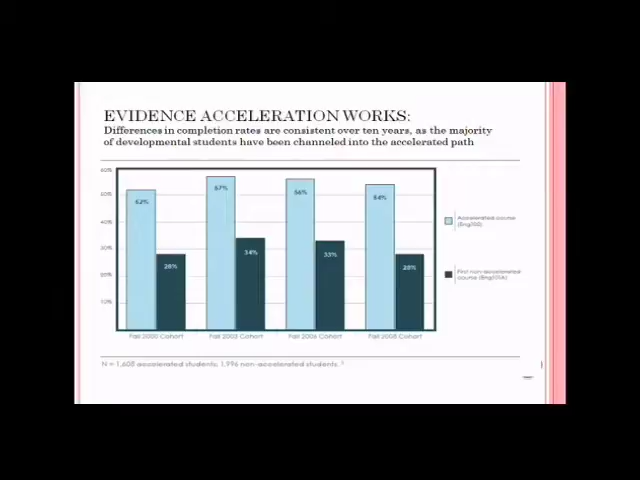 EVIDENCE ACCELERATION WORKS:
Differences in completion rates are consistent over ten years, as the majority
of developmental students have been channeled into the accelerated path
60%
50%
40%
30%
20%
10%
52%
28%
57%
34%
56%
33%
54%
28%
Fall 2000 Cohort
Fall 2003 Cohort
Fall 2006 Cohort
Fall 2008 Cohort
Accelerated course
First non-accelerated
course
N = 1,608 accelerated students; 1,996 non-accelerated students